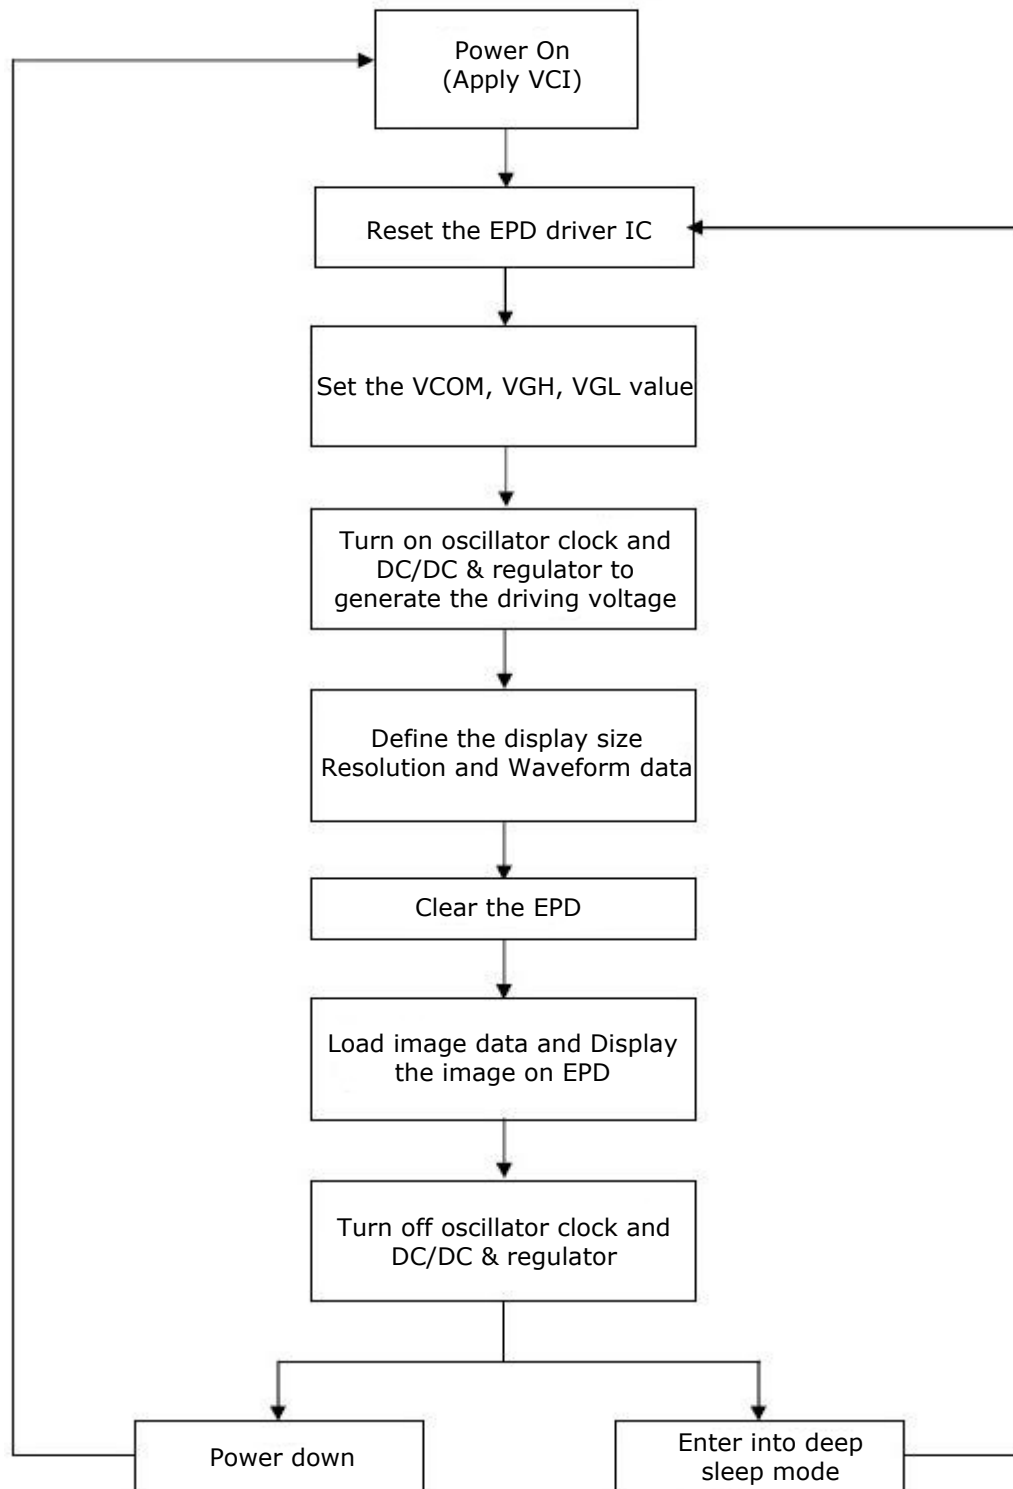 Power On
(Apply VCI)
Reset the EPD driver IC
Set the VCOM, VGH, VGL value
Turn on oscillator clock and
DC/DC & regulator to
generate the driving voltage
Define the display size
Resolution and Waveform data
Clear the EPD
Load image data and Display
the image on EPD
Turn off oscillator clock and
DC/DC & regulator
Power down
Enter into deep
sleep mode